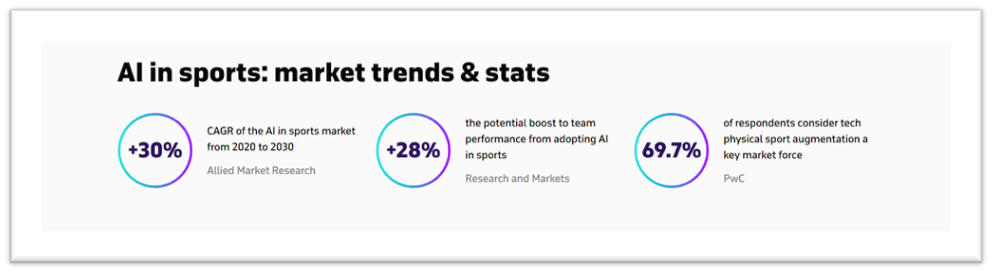 AI in sports: market trends & stats
+30%
CAGR of the AI in sports market
from 2020 to 2030
Allied Market Research
+28%
the potential boost to team
performance from adopting AI
in sports
Research and Markets
69.7%
of respondents consider tech
physical sport augmentation a
key market force
PwC